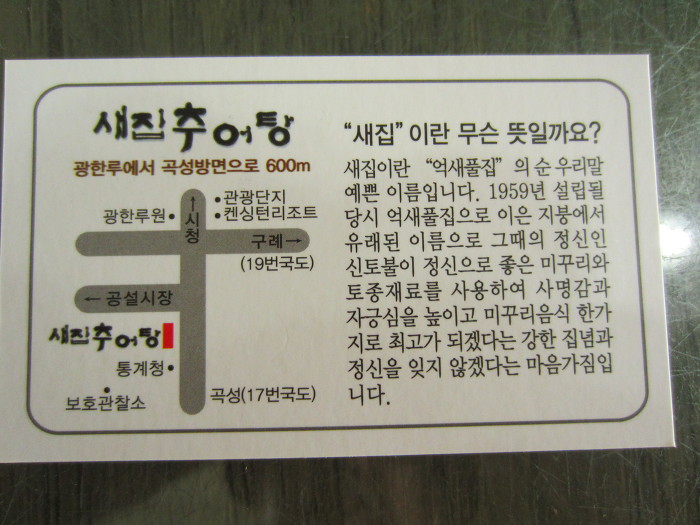 새집추어탕
광한루에서 곡성방면으로 600m
•관광단지
광한루원•
↑시청
•켄싱턴리조트
구례→
(19번국도)
← 공설시장
새집추어탕
통계청•
보호관찰소
곡성(17번국도)
“새집”이란 무슨 뜻일까요?
새집이란 “억새풀집”의 순 우리말
예쁜 이름입니다. 1959년 설립될
당시 억새풀집으로 이은 지붕에서
유래된 이름으로 그때의 정신인
신토불이 정신으로 좋은 미꾸리와
토종재료를 사용하여 사명감과
자긍심을 높이고 미꾸리음식 한가
지로 최고가 되겠다는 강한 집념과
정신을 잊지 않겠다는 마음가짐입
니다.